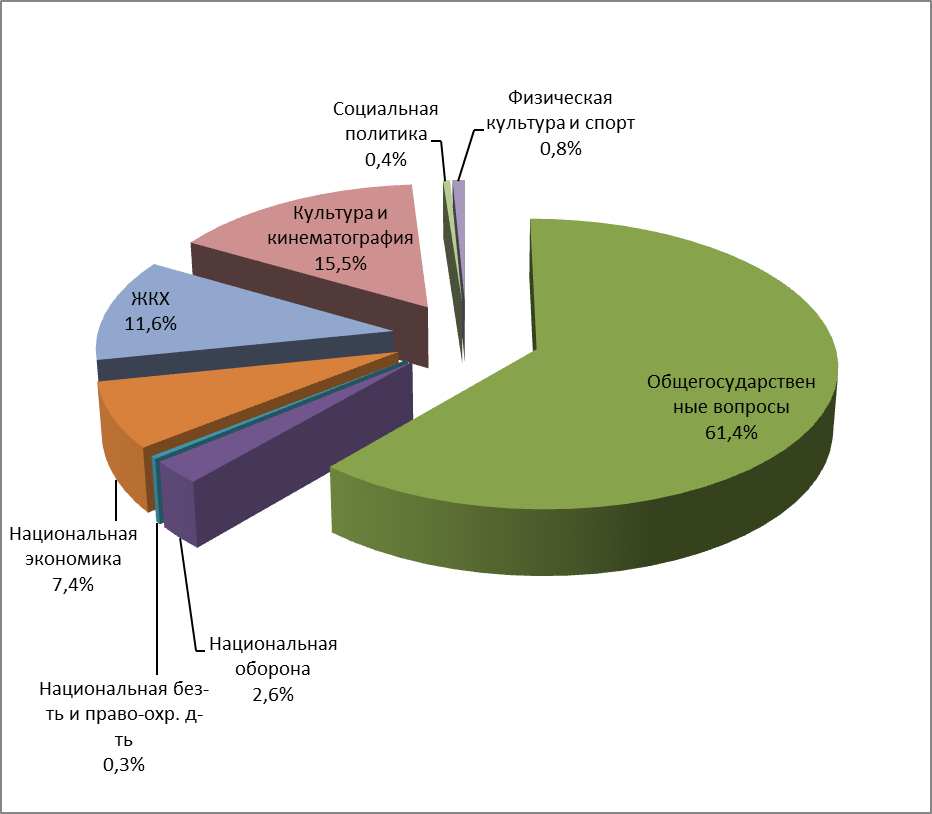 Физическая
культура и спорт
0,8%
Социальная
политика
0,4%
Культура и
кинематография
15,5%
ЖКХ
11,6%
Общегосударствен
ные вопросы
61,4%
Национальная
экономика
7,4%
Национальная
оборона
2,6%
Национальная без-
ть и право-охр. д-
ть
0,3%